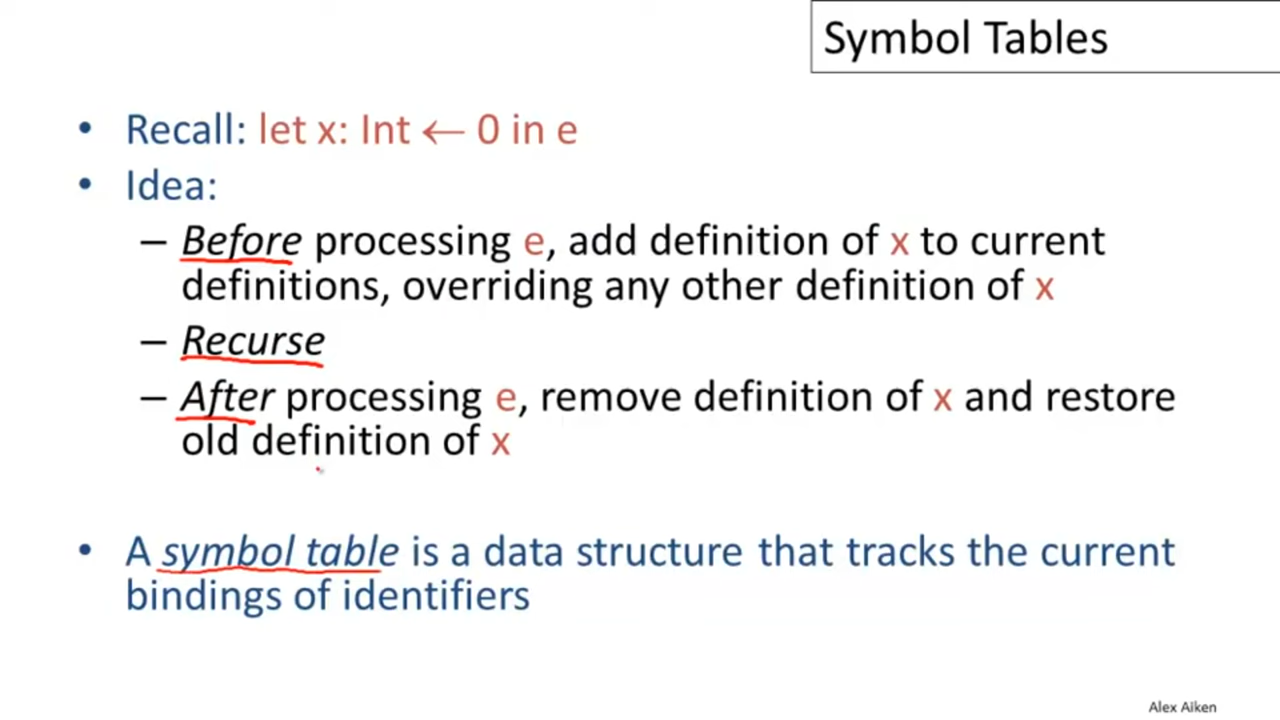 Symbol Tables
• Recall: let x: Int ← 0 in e
• Idea:
– Before processing e, add definition of x to current
definitions, overriding any other definition of x
– Recurse
– After processing e, remove definition of x and restore
old definition of x
• A symbol table is a data structure that tracks the current
bindings of identifiers
Alex Aiken